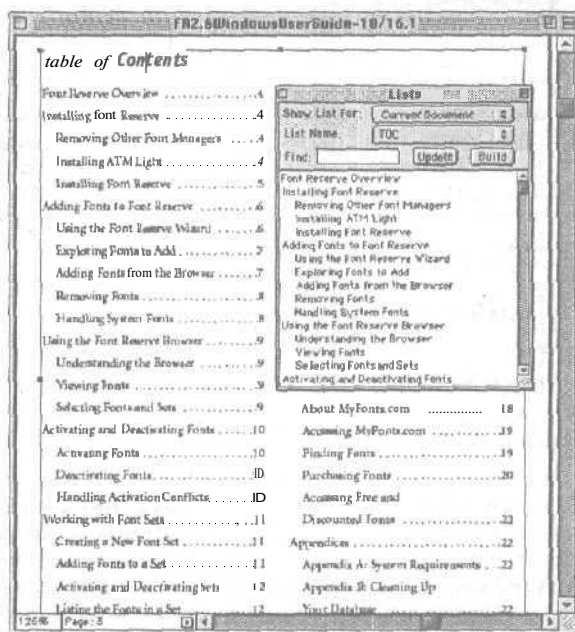 FR2.5WindowsUserGuide-10/16.1
table of Contents
Font Reserve Overview .................4
Installing font Reserve ................4
Removing Other Font Managers .....4
Installing ATM Light .................4
Installing Font Reserve ..............5
Adding Fonts to Font Reserve .........6
Using the Font Reserve Wizard .....6
Exploring Fonts to Add ..............7
Adding Fonts from the Browser .......7
Removing Fonts ....................8
Handling System Fonts .............8
Using the Font Reserve Browser ........9
Understanding the Browser .........9
Viewing Fonts .....................9
Selecting Fonts and Sets ............9
Activating and Deactivating Fonts ......10
Activating Fonts ...................10
Deactivating Fonts .................ID
Handling Activation Conflicts .......ID
Working with Font Sets ..............11
Creating a New Font Set ............11
Adding Fonts to a Set ..............11
Activating and Deactivating Sets 12
Listing the Fonts in a Set 12
Lists
Show List For: Current Document
List Name: TOC
Find: Update Build
Font Reserve Overview
Installing Font Reserve
Removing Other Font Managers
Installing ATM Light
Installing Font Reserve
Adding Fonts to Font Reserve
Using the Font Reserve Wizard
Exploring Fonts to Add
Adding Fonts from the Browser
Removing Fonts
Handling System Fonts
Using the Font Reserve Browser
Understanding the Browser
Viewing Fonts
Selecting Fonts and Sets
Activating and Deactivating Fonts
About MyFonts.com .............. 18
Accessing MyFonts.com ............19
Finding Fonts ....................19
Purchasing Fonts .................20
Accessing Free and
Discounted Fonts .................22
Appendices .......................22
Appendix A: System Requirements ..22
Appendix B: Cleaning Up
Your Database ....................22
126% Page: 3